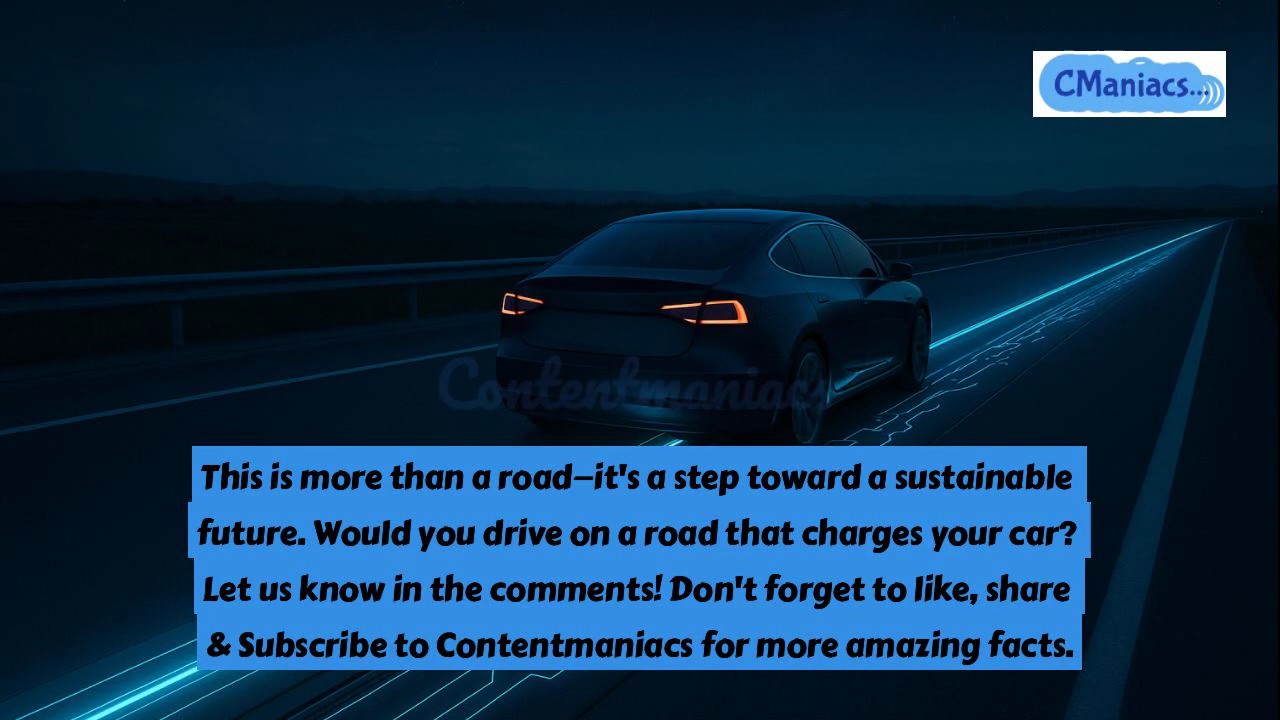 CManiacs...
Contentmaniacs
This is more than a road—it's a step toward a sustainable
future. Would you drive on a road that charges your car?
Let us know in the comments! Don't forget to like, share
& Subscribe to Contentmaniacs for more amazing facts.